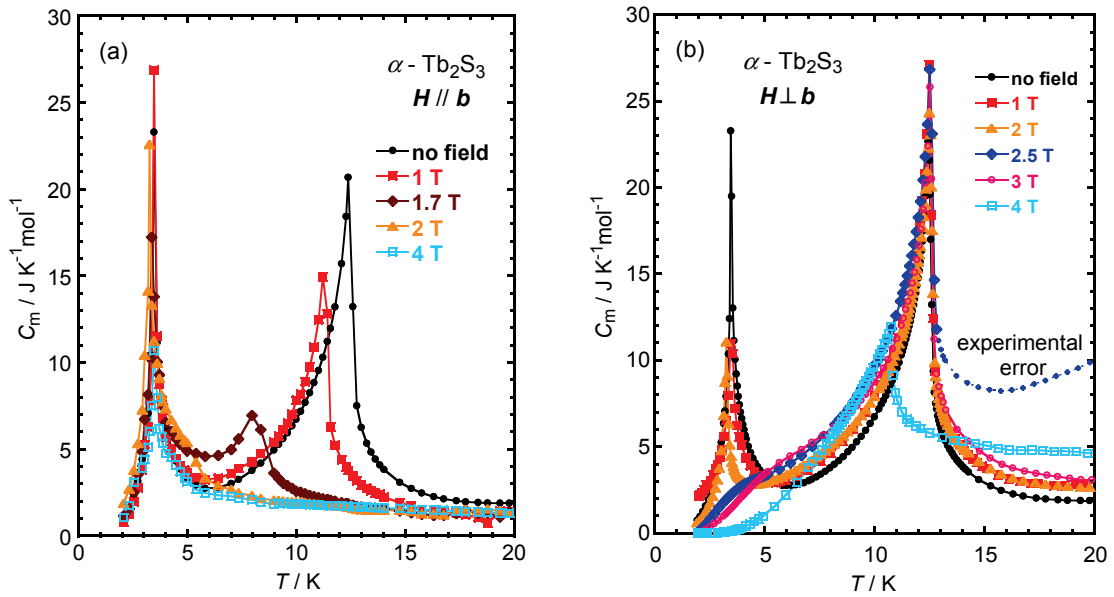 (a)
α - Tb₂S₃
H // b
no field
1 T
1.7 T
2 T
4 T
30
25
20
15
10
5
0
0
5
10
15
20
Cₘ / J K⁻¹mol⁻¹
T / K
(b)
α - Tb₂S₃
H⊥b
no field
1 T
2 T
2.5 T
3 T
4 T
experimental
error
30
25
20
15
10
5
0
0
5
10
15
20
Cₘ / J K⁻¹mol⁻¹
T / K